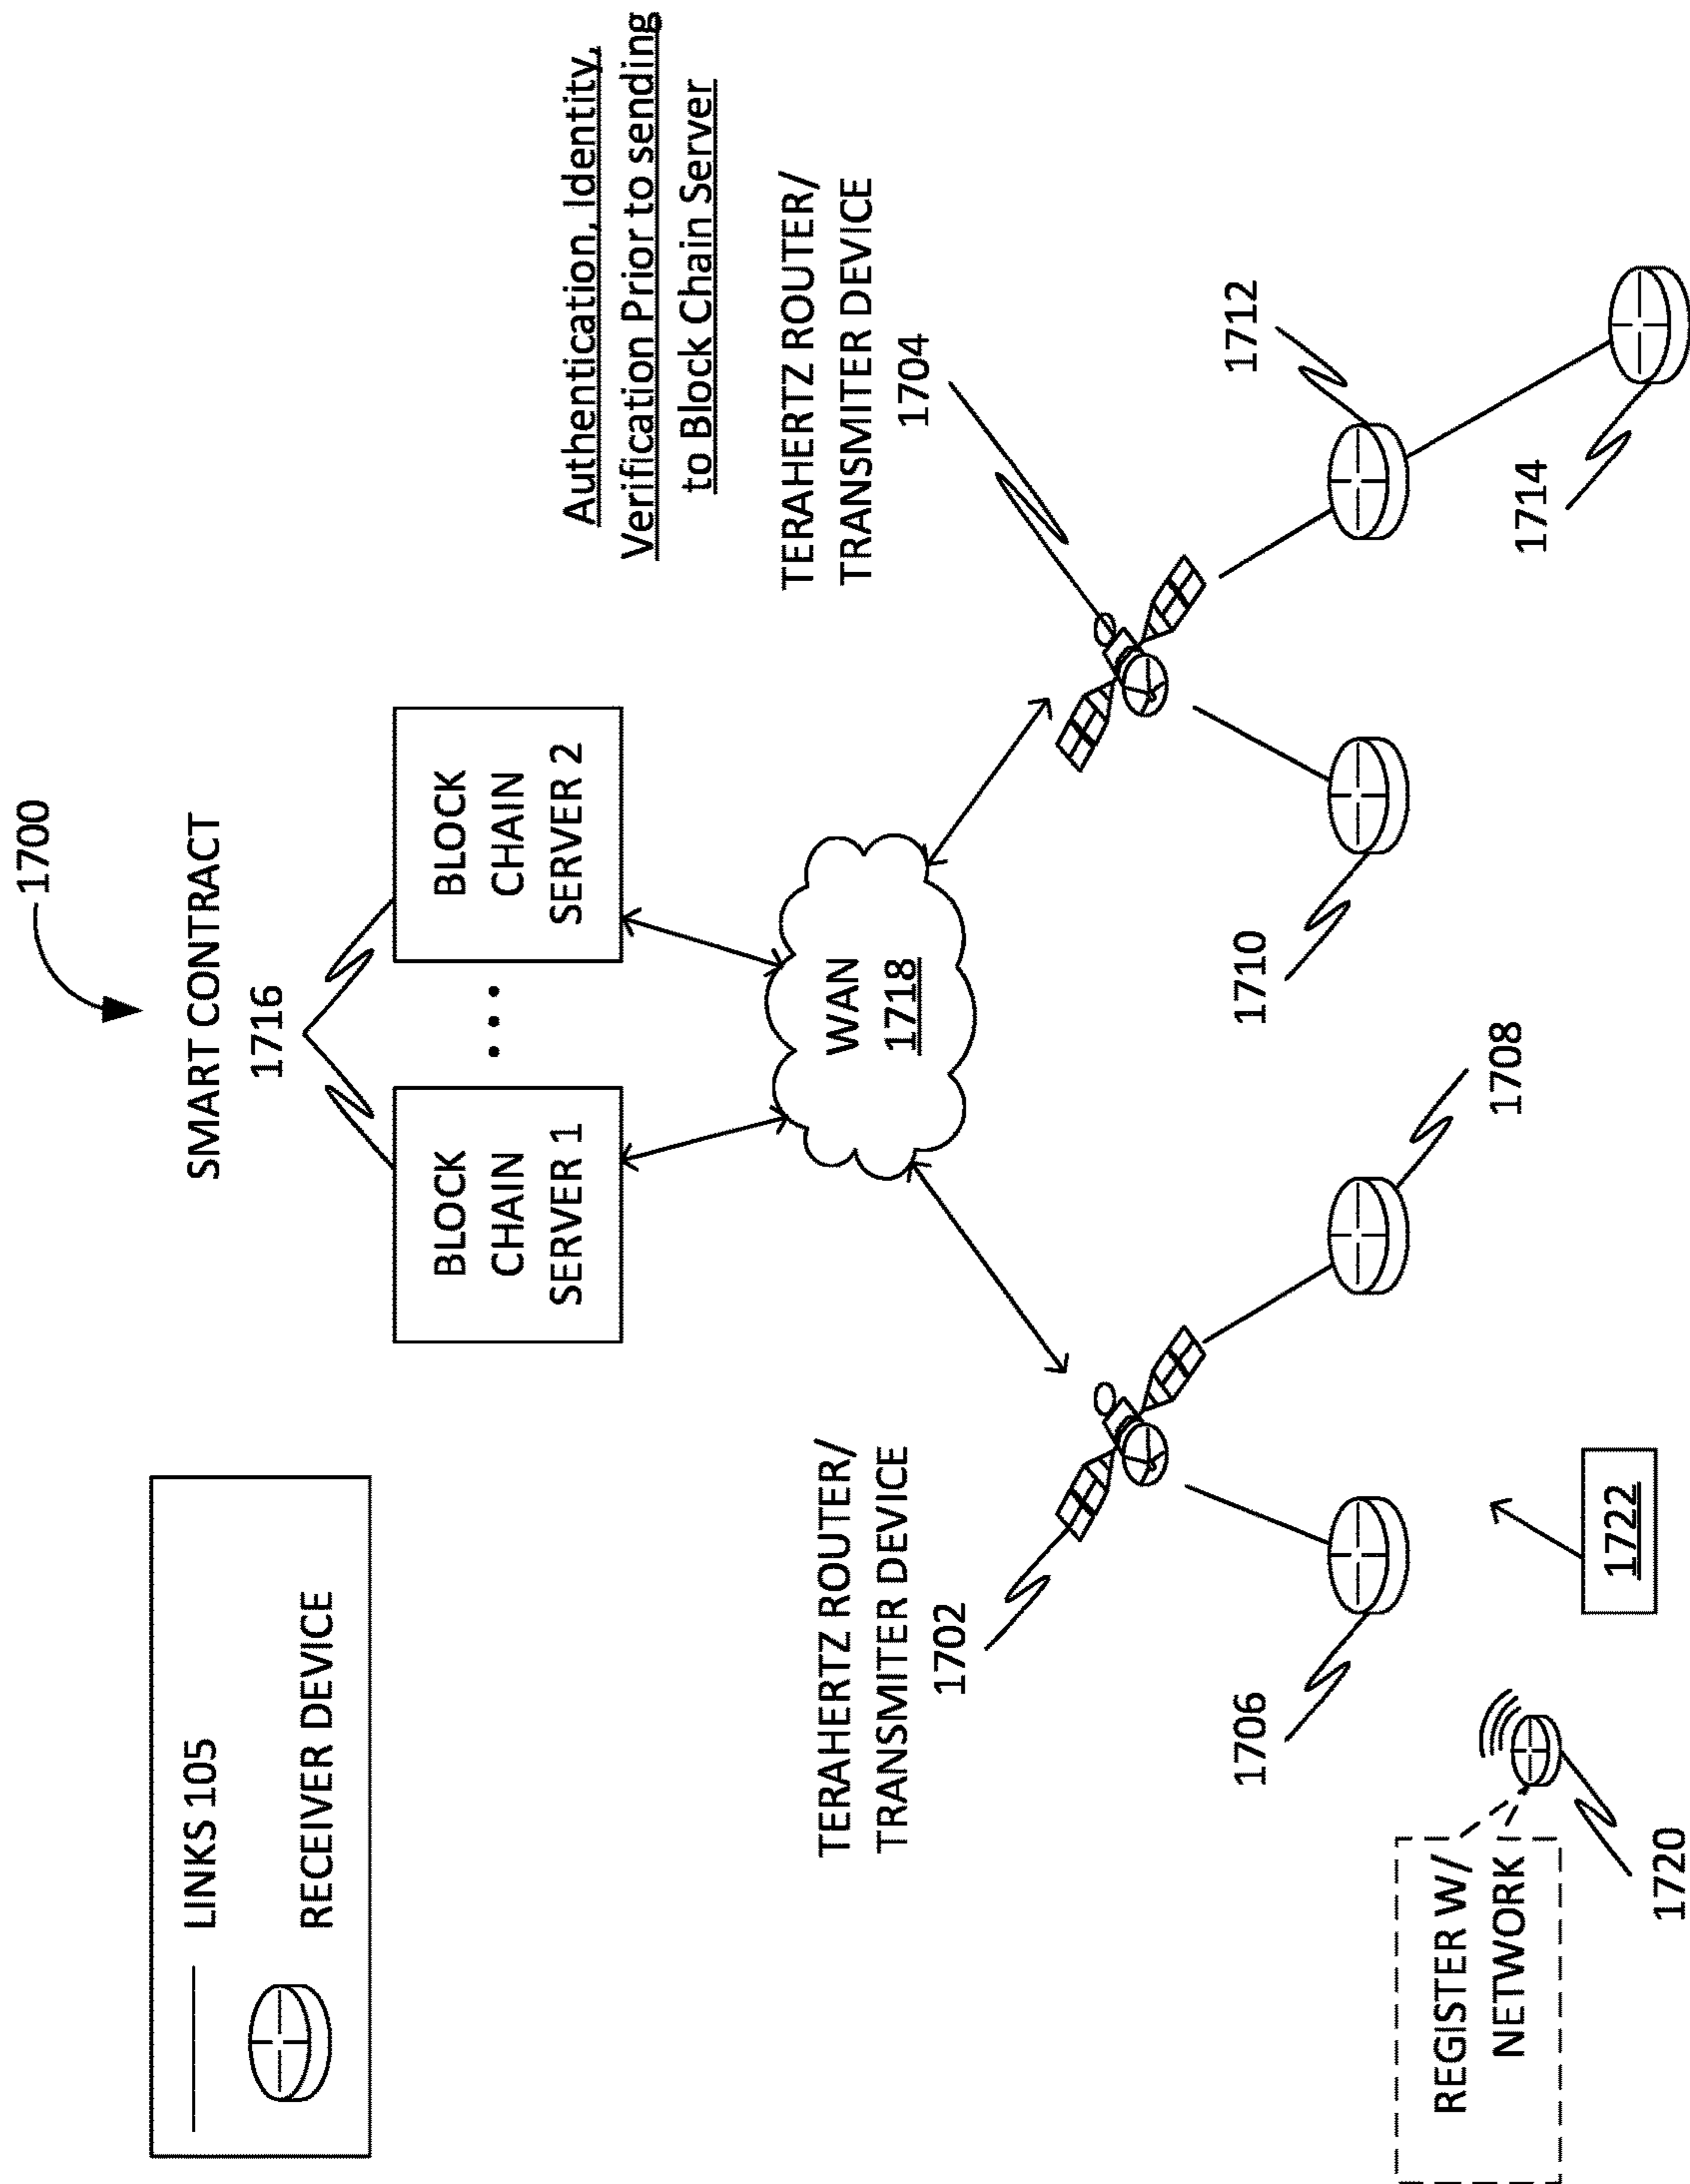 1700
LINKS 105
RECEIVER DEVICE
SMART CONTRACT
1716
BLOCK
CHAIN
SERVER 1
...
BLOCK
CHAIN
SERVER 2
Authentication, Identity,
Verification Prior to sending
to Block Chain Server
WAN
1718
TERAHERTZ ROUTER/
TRANSMITER DEVICE
1702
TERAHERTZ ROUTER/
TRANSMITER DEVICE
1704
1706
1708
1710
1712
1714
REGISTER W/
NETWORK
1720
1722